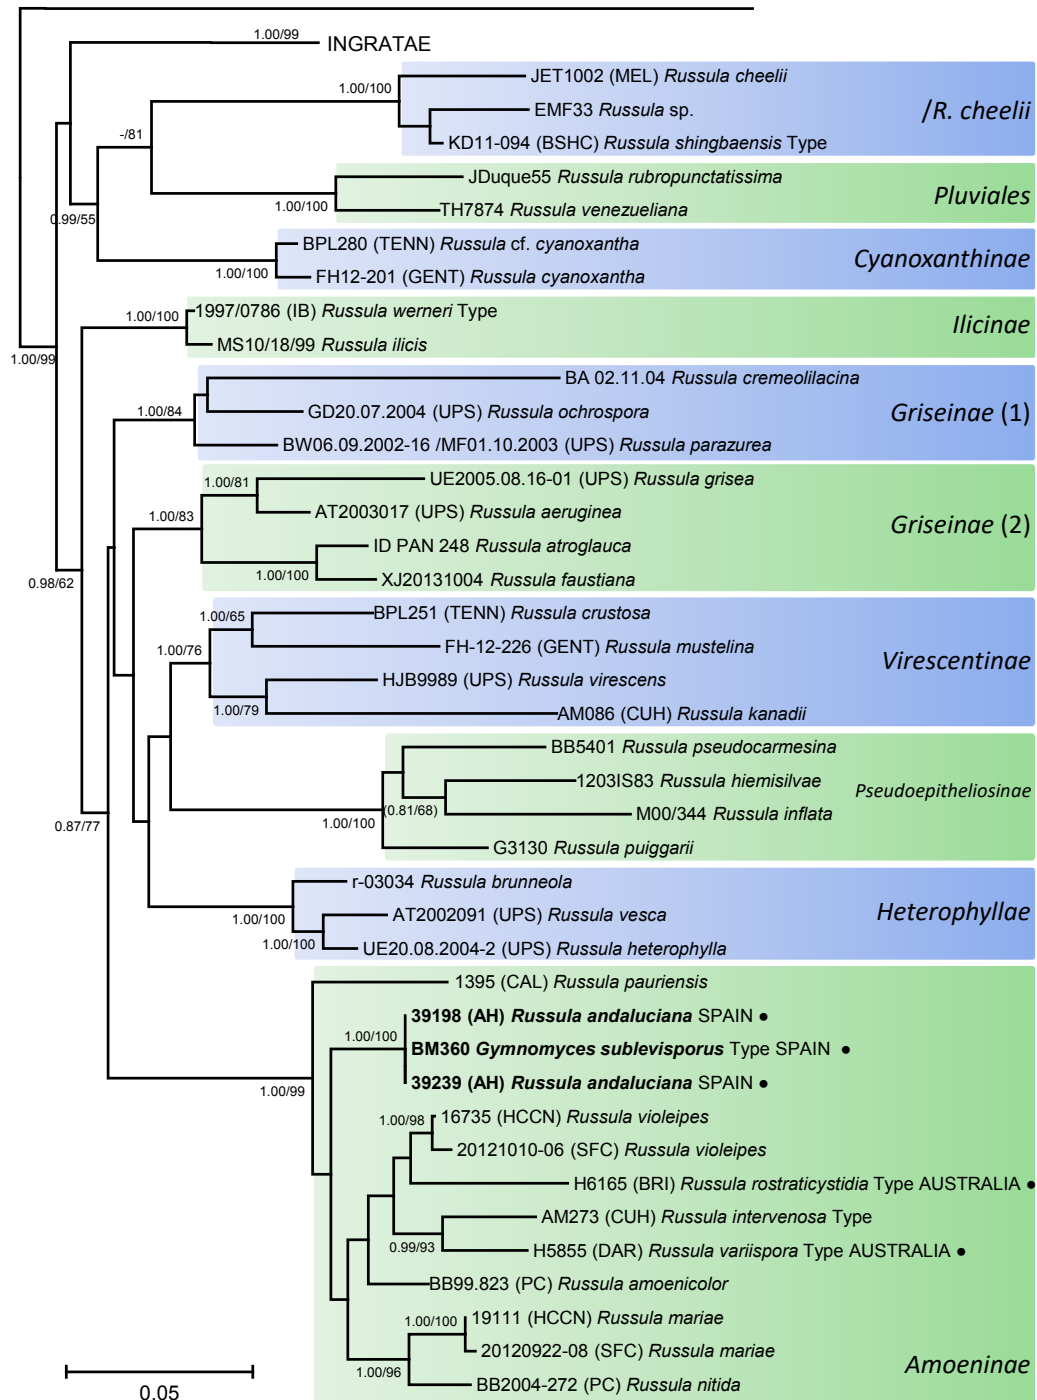 1.00/99 INGRATAE
JET1002 (MEL) Russula cheelii
1.00/100
EMF33 Russula sp.
/R. cheelii
-/81
KD11-094 (BSHC) Russula shingbaensis Type
JDuque55 Russula rubropunctatissima
Pluviales
1.00/100
TH7874 Russula venezueliana
0.99/55
BPL280 (TENN) Russula cf. cyanoxantha
Cyanoxanthinae
1.00/100
FH12-201 (GENT) Russula cyanoxantha
1997/0786 (IB) Russula werneri Type
1.00/100
Ilicinae
MS10/18/99 Russula ilicis
1.00/99
BA 02.11.04 Russula cremeolilacina
1.00/84
GD20.07.2004 (UPS) Russula ochrospora
Griseinae (1)
BW06.09.2002-16 /MF01.10.2003 (UPS) Russula parazurea
1.00/81
UE2005.08.16-01 (UPS) Russula grisea
1.00/83
AT2003017 (UPS) Russula aeruginea
Griseinae (2)
ID PAN 248 Russula atroglauca
1.00/100
XJ20131004 Russula faustiana
0.98/62
1.00/65
BPL251 (TENN) Russula crustosa
1.00/76
FH-12-226 (GENT) Russula mustelina
Virescentinae
HJB9989 (UPS) Russula virescens
1.00/79
AM086 (CUH) Russula kanadii
BB5401 Russula pseudocarmesina
1203IS83 Russula hiemisilvae
Pseudoepitheliosinae
(0.81/68)
M00/344 Russula inflata
1.00/100
0.87/77
G3130 Russula puiggarii
r-03034 Russula brunneola
1.00/100
AT2002091 (UPS) Russula vesca
Heterophyllae
1.00/100
UE20.08.2004-2 (UPS) Russula heterophylla
1395 (CAL) Russula pauriensis
39198 (AH) Russula andaluciana SPAIN ●
1.00/100
BM360 Gymnomyces sublevisporus Type SPAIN ●
39239 (AH) Russula andaluciana SPAIN ●
1.00/99
1.00/98
16735 (HCCN) Russula violeipes
20121010-06 (SFC) Russula violeipes
H6165 (BRI) Russula rostraticystidia Type AUSTRALIA ●
AM273 (CUH) Russula intervenosa Type
0.99/93
H5855 (DAR) Russula variispora Type AUSTRALIA ●
BB99.823 (PC) Russula amoenicolor
1.00/100
19111 (HCCN) Russula mariae
20120922-08 (SFC) Russula mariae
1.00/96
Amoeninae
BB2004-272 (PC) Russula nitida
0.05